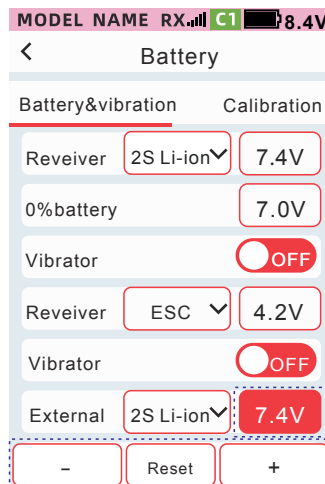 MODEL NAME RX C1 8.4V
Battery
Battery&vibration Calibration
Reveiver 2S Li-ion 7.4V
0%battery 7.0V
Vibrator OFF
Reveiver ESC 4.2V
Vibrator OFF
External 2S Li-ion 7.4V
- Reset +